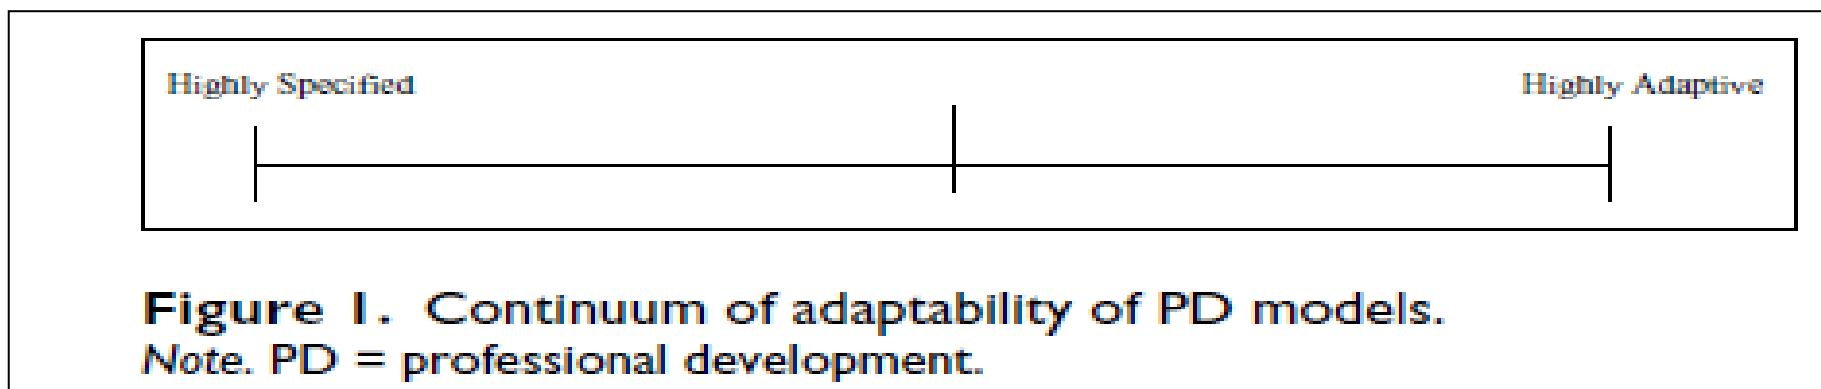 Highly Specified Highly Adaptive
Figure 1. Continuum of adaptability of PD models.
Note. PD = professional development.